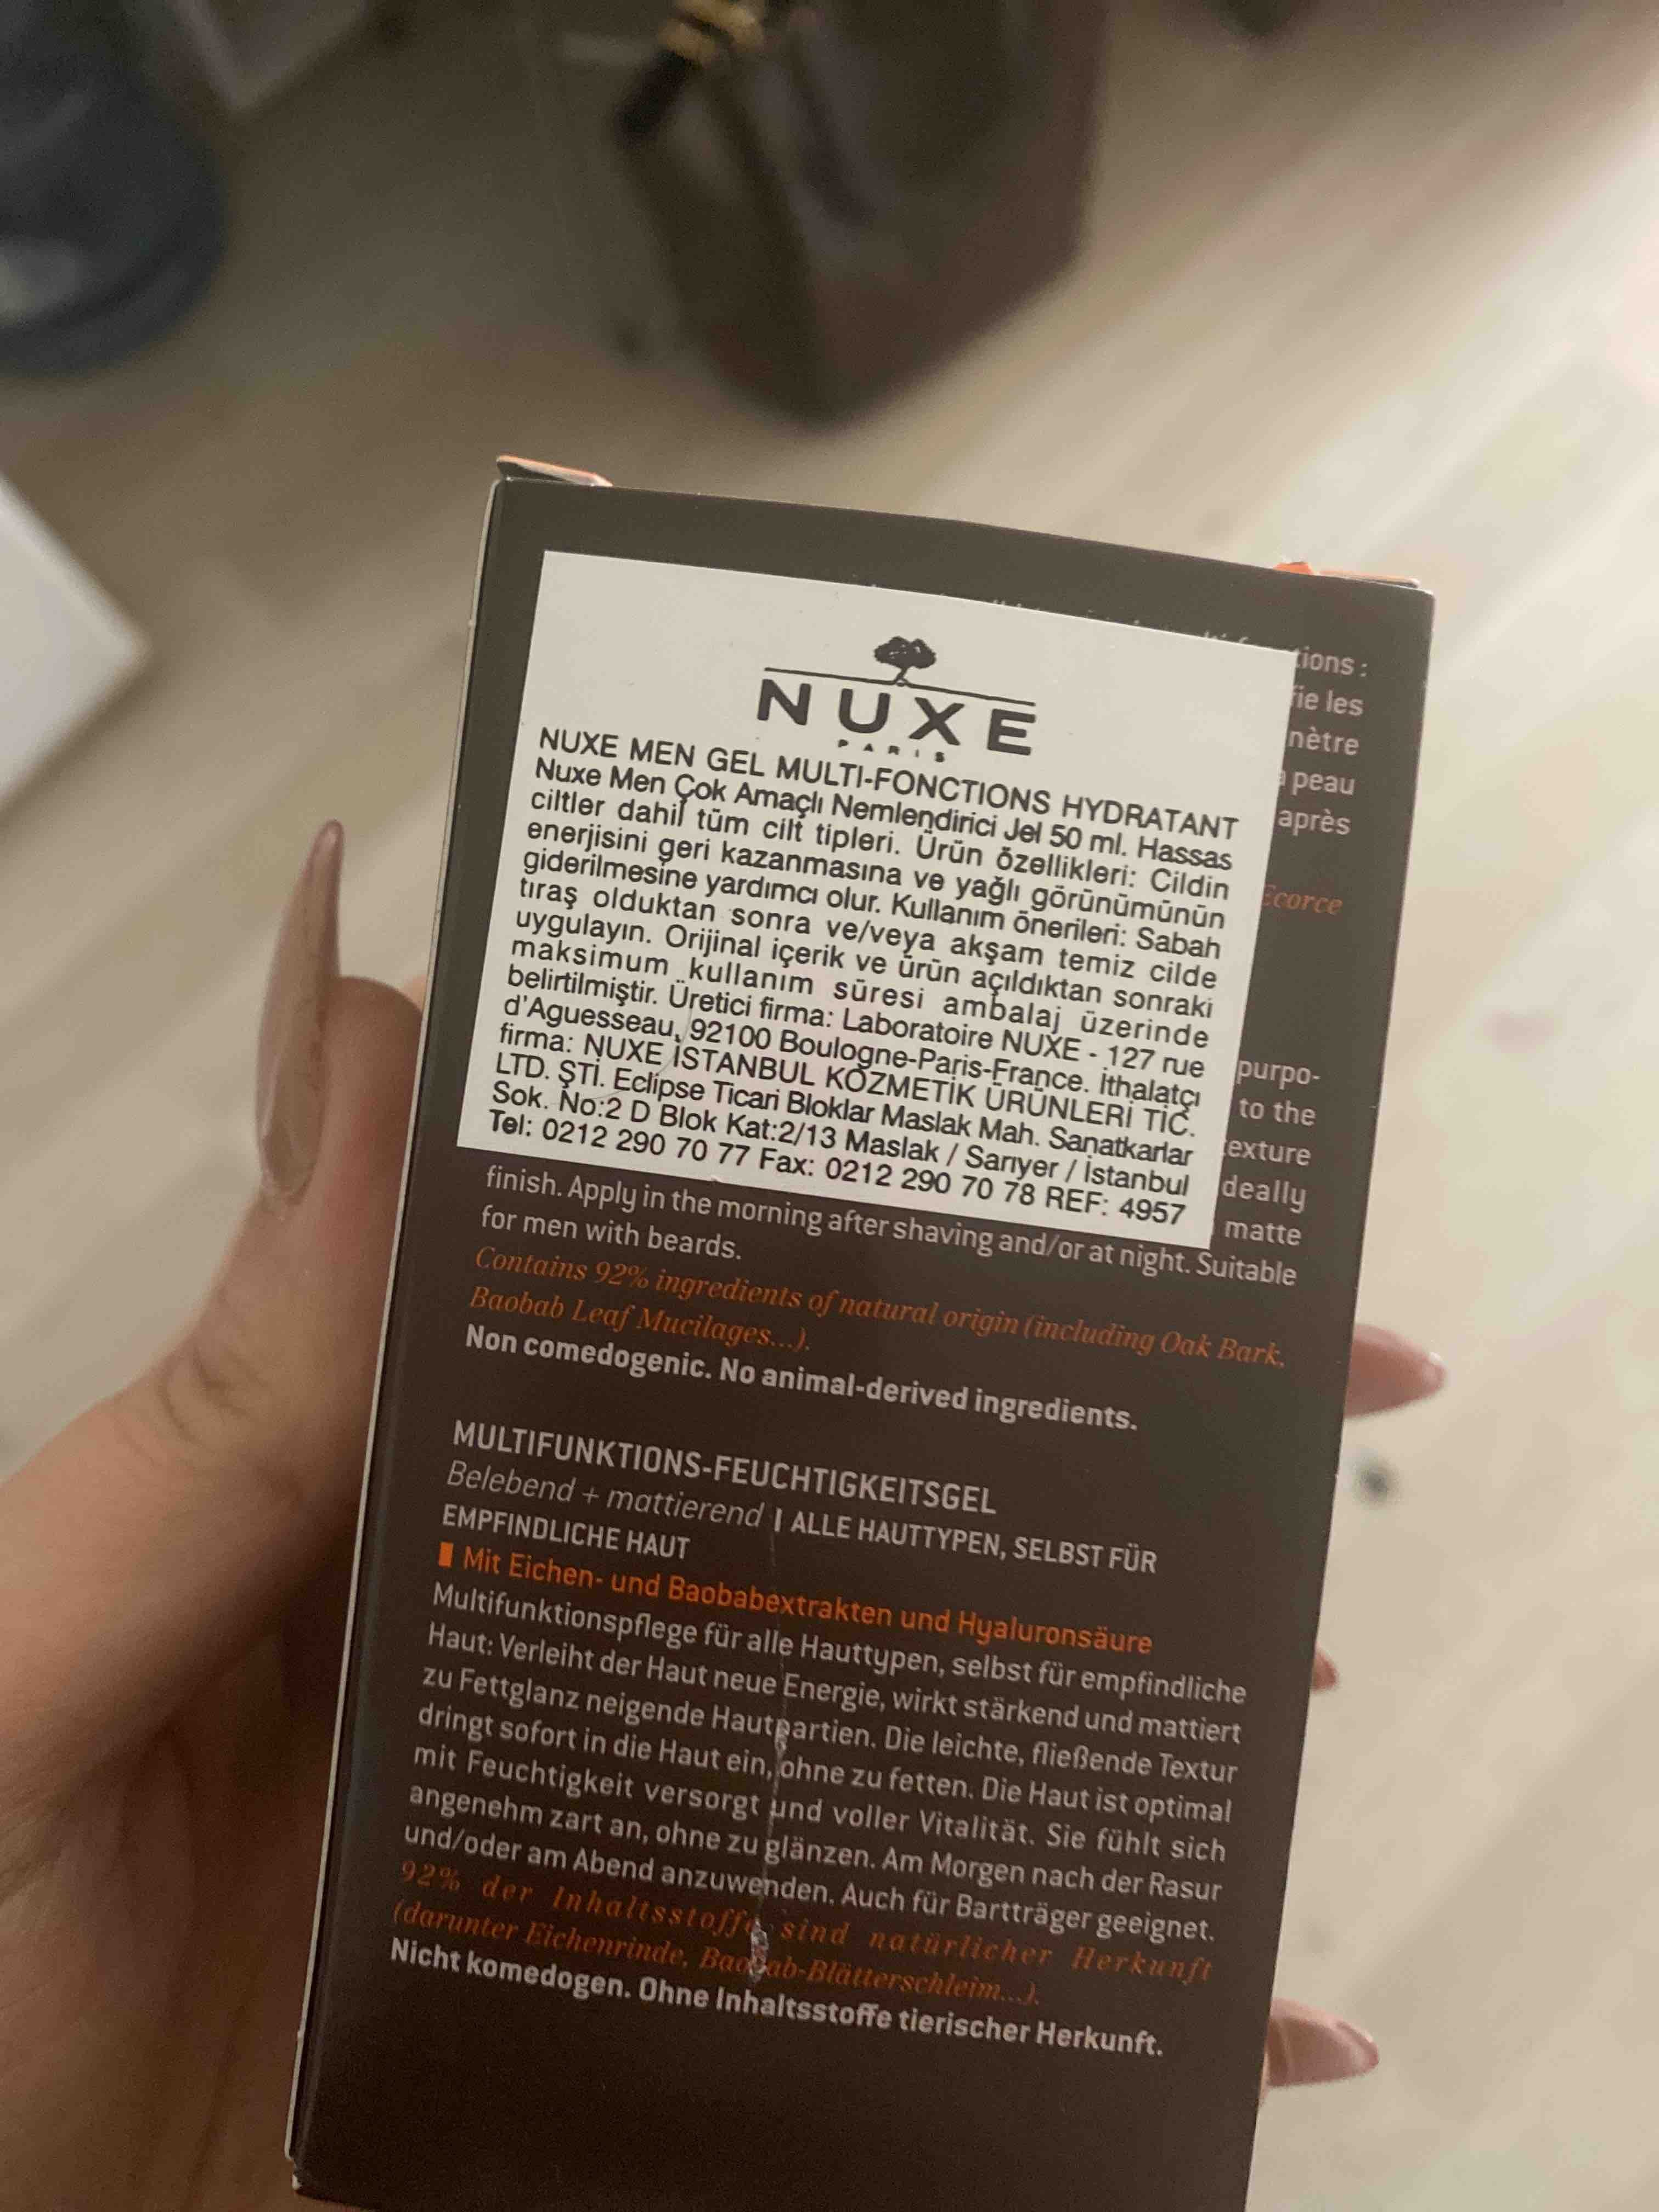 NUXE
PARIS
NUXE MEN GEL MULTI-FONCTIONS HYDRATANT
Nuxe Men Çok Amaçlı Nemlendirici Jel 50 ml. Hassas
ciltler dahil tüm cilt tipleri. Ürün özellikleri: Cildin
enerjisini geri kazanmasına ve yağlı görünümünün
giderilmesine yardımcı olur. Kullanım önerileri: Sabah
tıraş olduktan sonra ve/veya akşam temiz cilde
uygulayın. Orijinal içerik ve ürün açıldıktan sonraki
maksimum kullanım süresi ambalaj üzerinde
belirtilmiştir. Üretici firma: Laboratoire NUXE - 127 rue
d'Aguesseau, 92100 Boulogne-Paris-France. İthalatçı
firma: NUXE İSTANBUL KOZMETİK ÜRÜNLERİ TİC.
LTD. ŞTİ. Eclipse Ticari Bloklar Maslak Mah. Sanatkarlar
Sok. No:2 D Blok Kat:2/13 Maslak / Sarıyer / İstanbul
Tel: 0212 290 70 77 Fax: 0212 290 70 78 REF: 4957
tions :
fie les
nètre
peau
après
Ecorce
purpo-
to the
texture
deally
matte
finish. Apply in the morning after shaving and/or at night. Suitable
for men with beards.
Contains 92% ingredients of natural origin (including Oak Bark,
Baobab Leaf Mucilages...).
Non comedogenic. No animal-derived ingredients.
MULTIFUNKTIONS-FEUCHTIGKEITSGEL
Belebend + mattierend | ALLE HAUTTYPEN, SELBST FÜR
EMPFINDLICHE HAUT
Mit Eichen- und Baobabextrakten und Hyaluronsäure
Multifunktionspflege für alle Hauttypen, selbst für empfindliche
Haut: Verleiht der Haut neue Energie, wirkt stärkend und mattiert
zu Fettglanz neigende Hautpartien. Die leichte, fließende Textur
dringt sofort in die Haut ein, ohne zu fetten. Die Haut ist optimal
mit Feuchtigkeit versorgt und voller Vitalität. Sie fühlt sich
angenehm zart an, ohne zu glänzen. Am Morgen nach der Rasur
und/oder am Abend anzuwenden. Auch für Bartträger geeignet.
92% der Inhaltsstoffe sind natürlicher Herkunft
(darunter Eichenrinde, Baobab-Blätterschleim...).
Nicht komedogen. Ohne Inhaltsstoffe tierischer Herkunft.